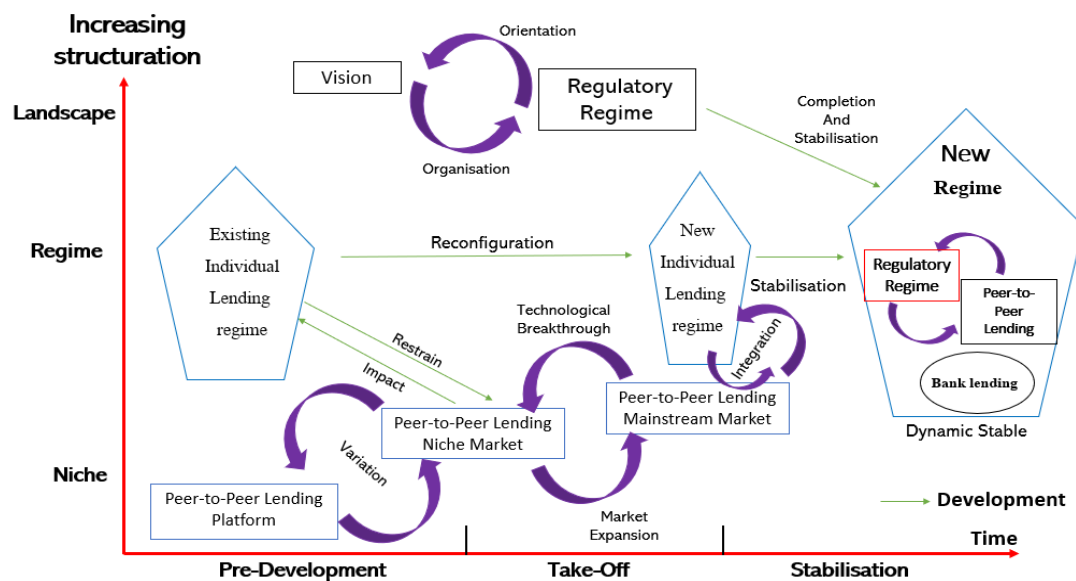 Increasing
structuration
Landscape
Regime
Niche
Orientation
Vision
Regulatory
Regime
Organisation
Completion
And
Stabilisation
New
Regime
Regulatory
Regime
Peer-to-
Peer
Lending
Bank lending
Dynamic Stable
Existing
Individual
Lending
regime
Reconfiguration
New
Individual
Lending
regime
Stabilisation
Technological
Breakthrough
Restrain
Impact
Integration
Peer-to-Peer Lending
Mainstream Market
Peer-to-Peer Lending
Niche Market
Variation
Peer-to-Peer Lending
Platform
Market
Expansion
Development
Time
Pre-Development
Take-Off
Stabilisation